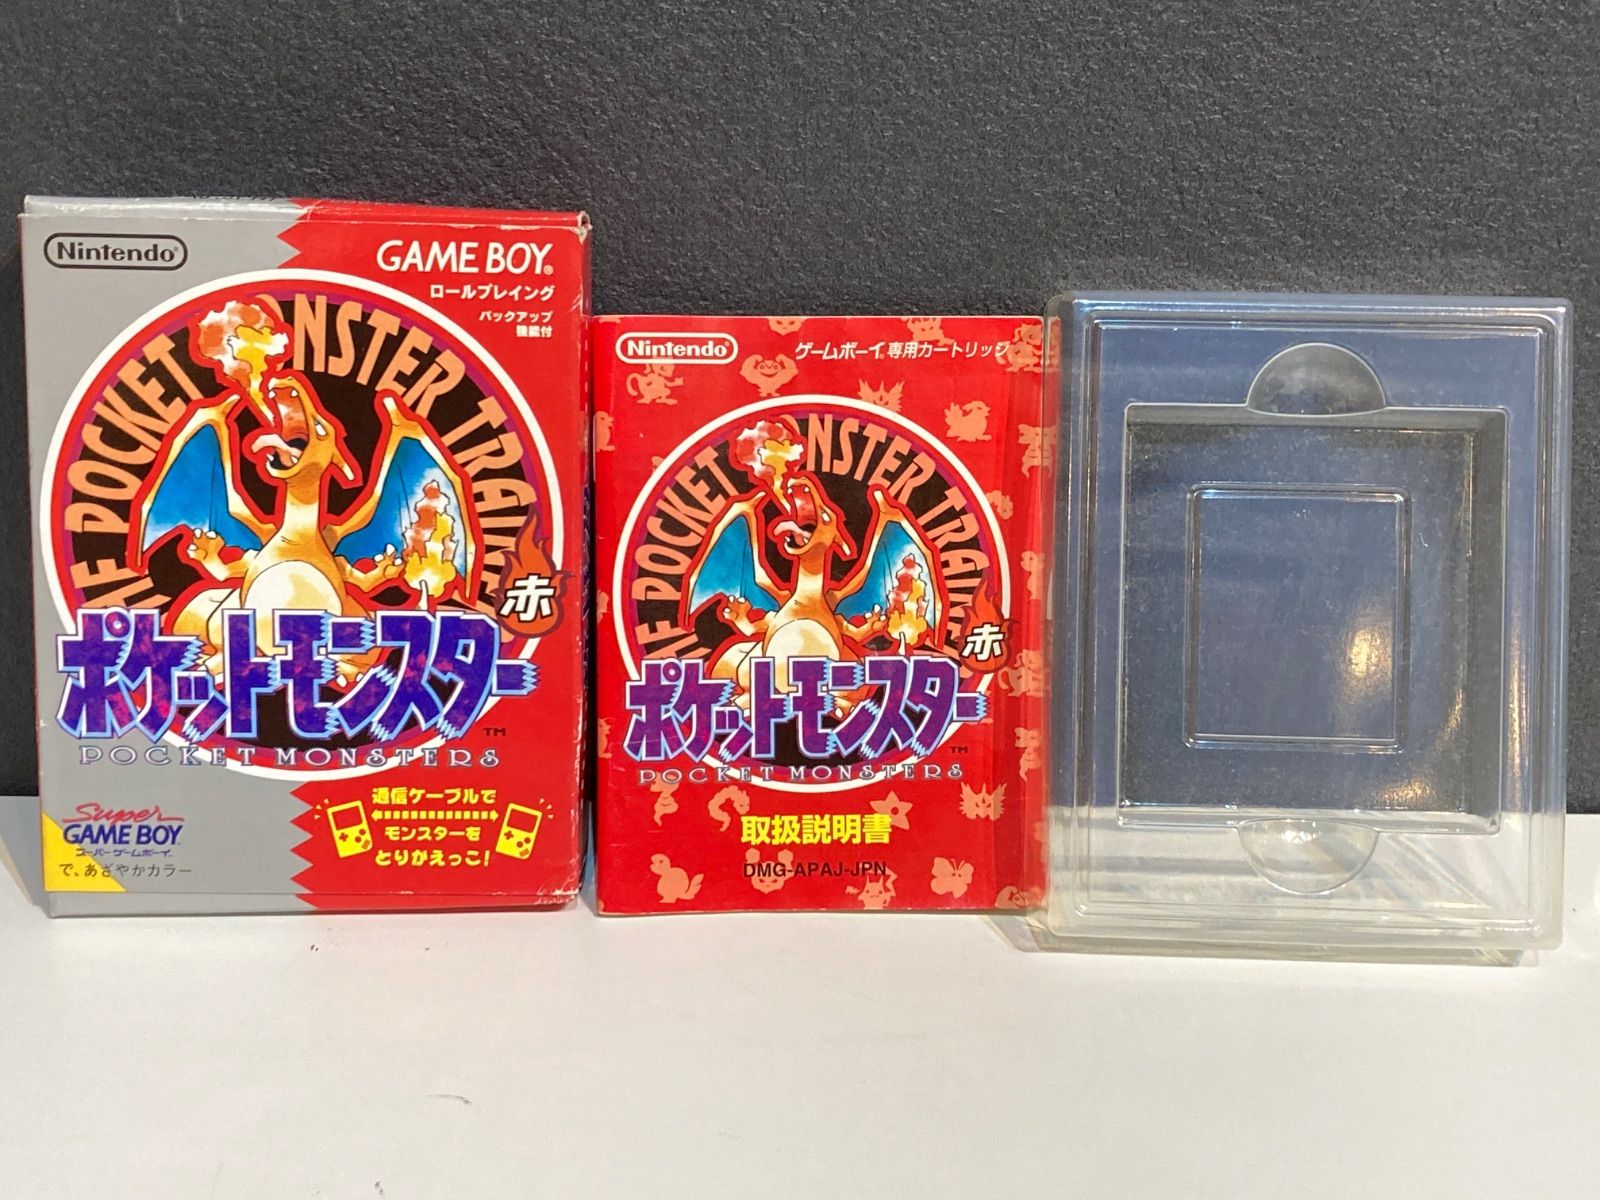 Nintendo®
GAME BOY®
ロールプレイング
バックアップ
機能付
POCKET MONSTER TRAINE
赤
ポケットモンスター
TM
POCKET MONSTERS
Super
GAME BOY
スーパーゲームボーイ
で、あざやかカラー
通信ケーブルで
モンスターを
とりかえっこ!
Nintendo®
ゲームボーイ®専用カートリッジ
POCKET MONSTER TRAINE
赤
ポケットモンスター
TM
POCKET MONSTERS
取扱説明書
DMG-APAJ-JPN